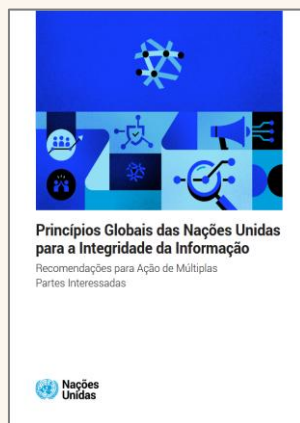 Princípios Globais das Nações Unidas
para a Integridade da Informação
Recomendações para Ação de Múltiplas
Partes Interessadas
Nações
Unidas